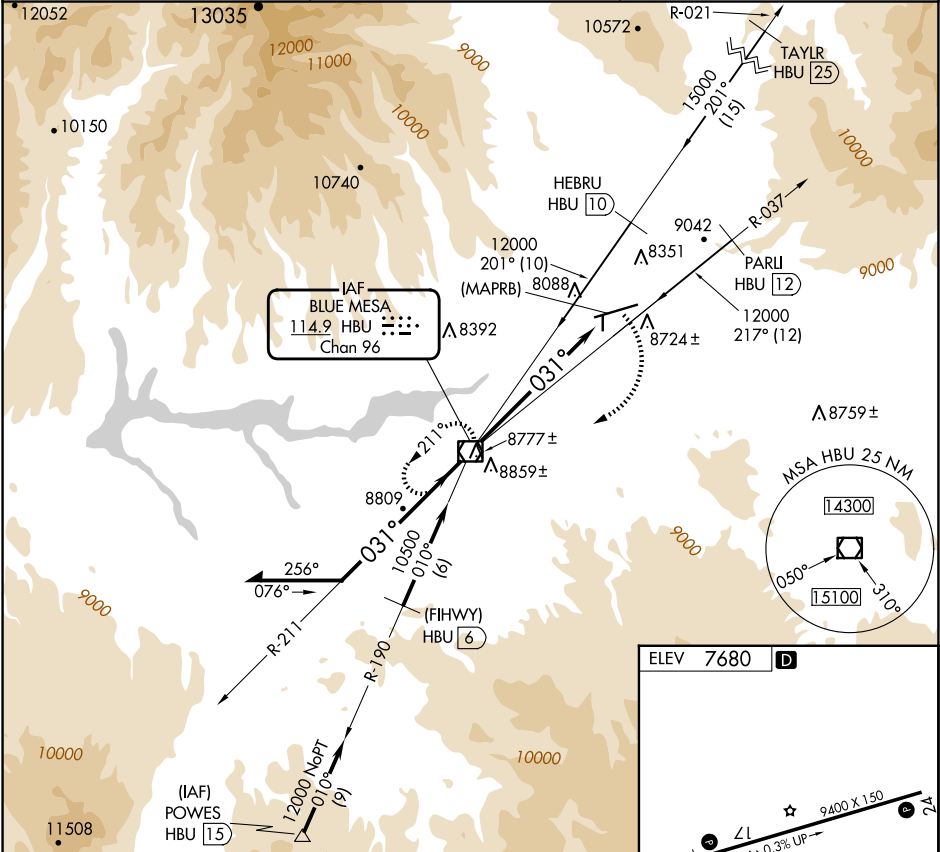 12052
13035
12000
11000
9000
10572
R-021
TAYLR
HBU 25
15000
201°
(15)
10150
10000
10740
10000
HEBRU
HBU 10
9042
R-037
8351
PARLI
HBU 12
9000
12000
201° (10)
(MAPRB)
8088
12000
217° (12)
IAF
BLUE MESA
114.9 HBU
Chan 96
8392
8724 ±
031°
8759 ±
211°
8777 ±
8859 ±
MSA HBU 25 NM
14300
050°
15100
310°
8809
031°
10500
010°
(6)
9000
256°
076°
(FIHWY)
HBU 6
9000
R-211
R-190
ELEV 7680 D
10000
12000 NoPT
010°
(9)
10000
(IAF)
POWES
HBU 15
11508
9400 X 150
P
24
17
P
0.3% UP